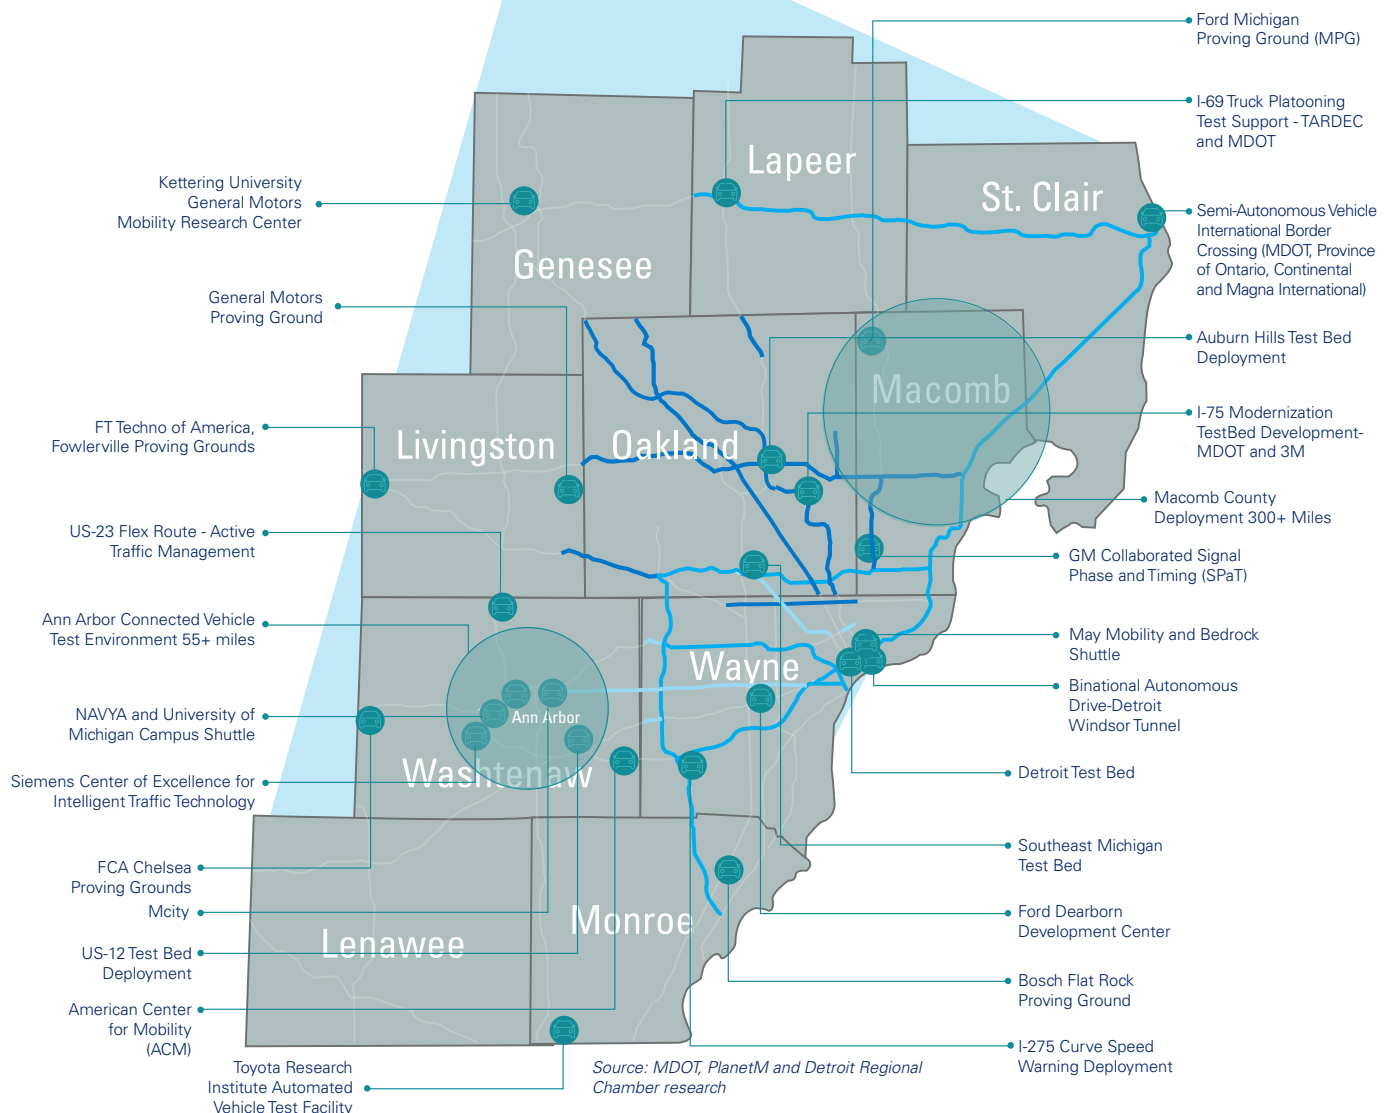 Ford Michigan
Proving Ground (MPG)
I-69 Truck Platooning
Test Support - TARDEC
and MDOT
Lapeer
St. Clair
Kettering University
General Motors
Mobility Research Center
Semi-Autonomous Vehicle
International Border
Crossing (MDOT, Province
of Ontario, Continental
and Magna International)
Genesee
General Motors
Proving Ground
Auburn Hills Test Bed
Deployment
Macomb
I-75 Modernization
TestBed Development-
MDOT and 3M
FT Techno of America,
Fowlerville Proving Grounds
Livingston
Oakland
Macomb County
Deployment 300+ Miles
US-23 Flex Route - Active
Traffic Management
GM Collaborated Signal
Phase and Timing (SPaT)
Ann Arbor Connected Vehicle
Test Environment 55+ miles
May Mobility and Bedrock
Shuttle
Wayne
Binational Autonomous
Drive-Detroit
Windsor Tunnel
NAVYA and University of
Michigan Campus Shuttle
Ann Arbor
Washtenaw
Detroit Test Bed
Siemens Center of Excellence for
Intelligent Traffic Technology
Southeast Michigan
Test Bed
FCA Chelsea
Proving Grounds
Mcity
Ford Dearborn
Development Center
Monroe
Lenawee
US-12 Test Bed
Deployment
Bosch Flat Rock
Proving Ground
American Center
for Mobility
(ACM)
I-275 Curve Speed
Warning Deployment
Toyota Research
Institute Automated
Vehicle Test Facility
Source: MDOT, PlanetM and Detroit Regional
Chamber research